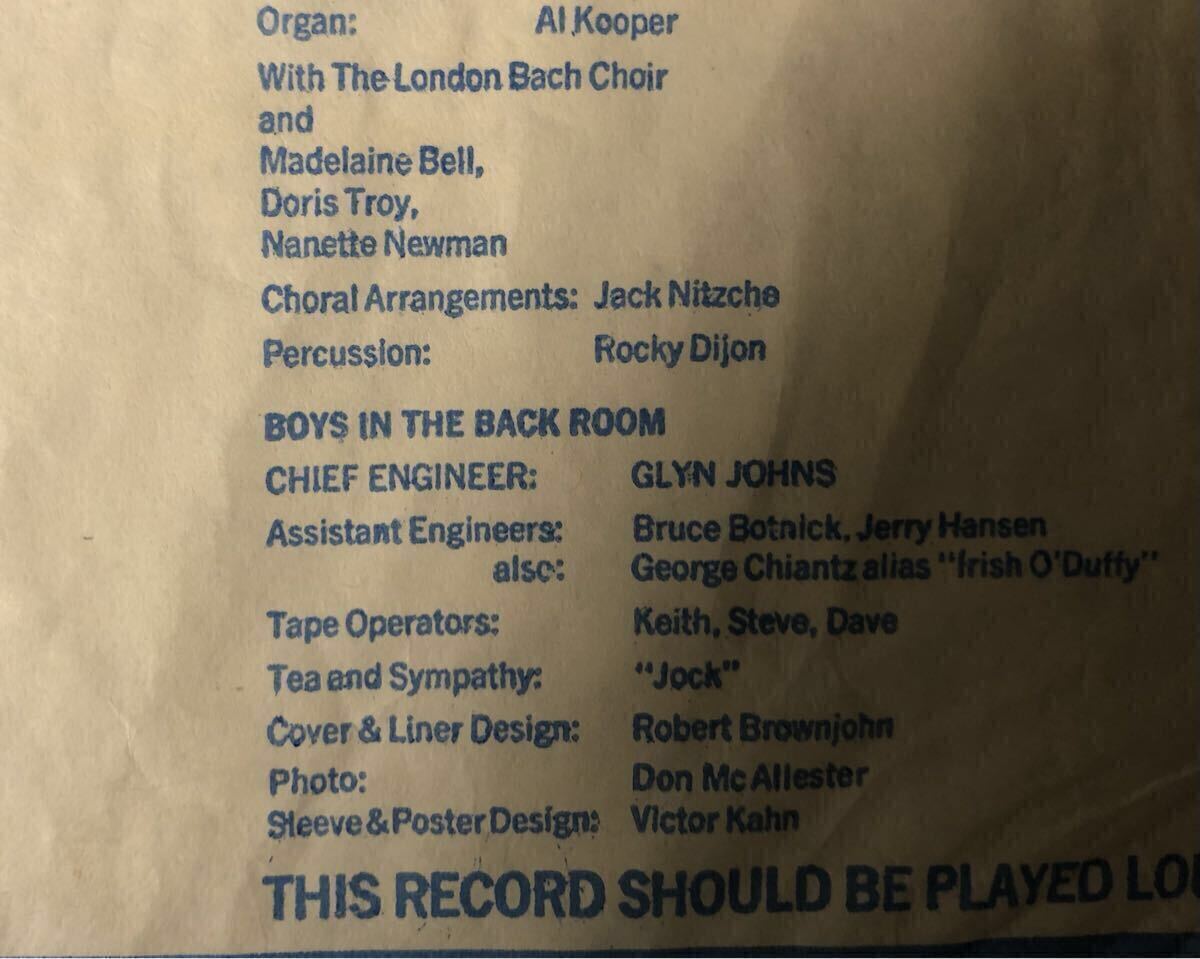 Organ: Al Kooper
With The London Bach Choir
and
Madelaine Bell,
Doris Troy,
Nanette Newman
Choral Arrangements: Jack Nitzche
Percussion: Rocky Dijon
BOYS IN THE BACK ROOM
CHIEF ENGINEER: GLYN JOHNS
Assistant Engineers: Bruce Botnick, Jerry Hansen
also: George Chiantz alias "Irish O'Duffy"
Tape Operators: Keith, Steve, Dave
Tea and Sympathy: "Jock"
Cover & Liner Design: Robert Brownjohn
Photo: Don McAllester
Sleeve & Poster Design: Victor Kahn
THIS RECORD SHOULD BE PLAYED